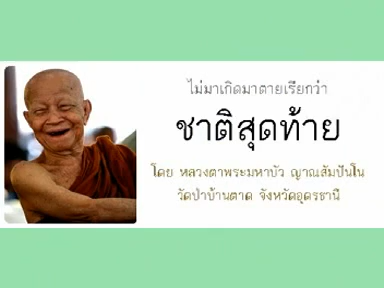 ไม่มาเกิดมาตายเรียกว่า
ชาติสุดท้าย
โดย หลวงตาพระมหาบัว ญาณสัมปันโน
วัดป่าบ้านตาด จังหวัดอุดรธานี